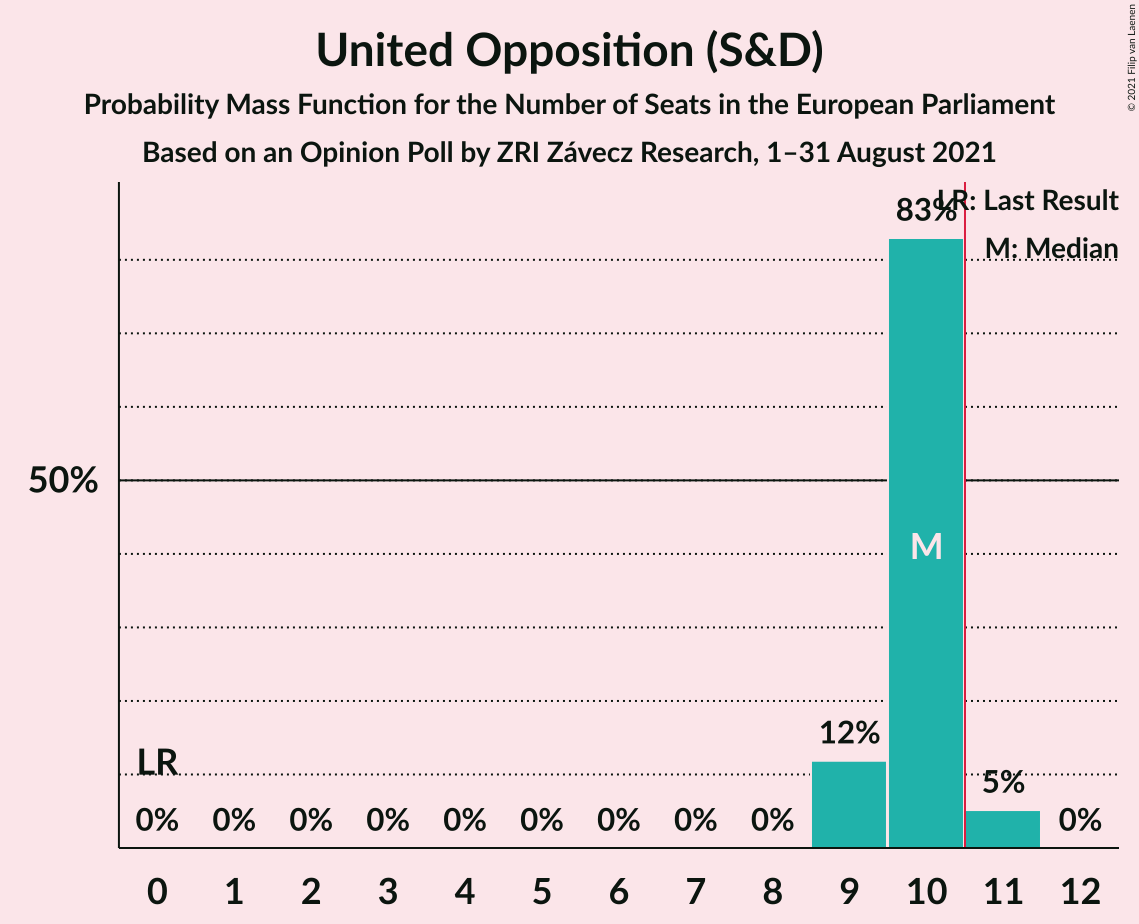 United Opposition (S&D)
Probability Mass Function for the Number of Seats in the European Parliament
Based on an Opinion Poll by ZRI Závecz Research, 1–31 August 2021
© 2021 Filip van Laenen
LR: Last Result
M: Median
83%
50%
M
12%
LR
5%
0% 0% 0% 0% 0% 0% 0% 0% 0% 0%
0 1 2 3 4 5 6 7 8 9 10 11 12